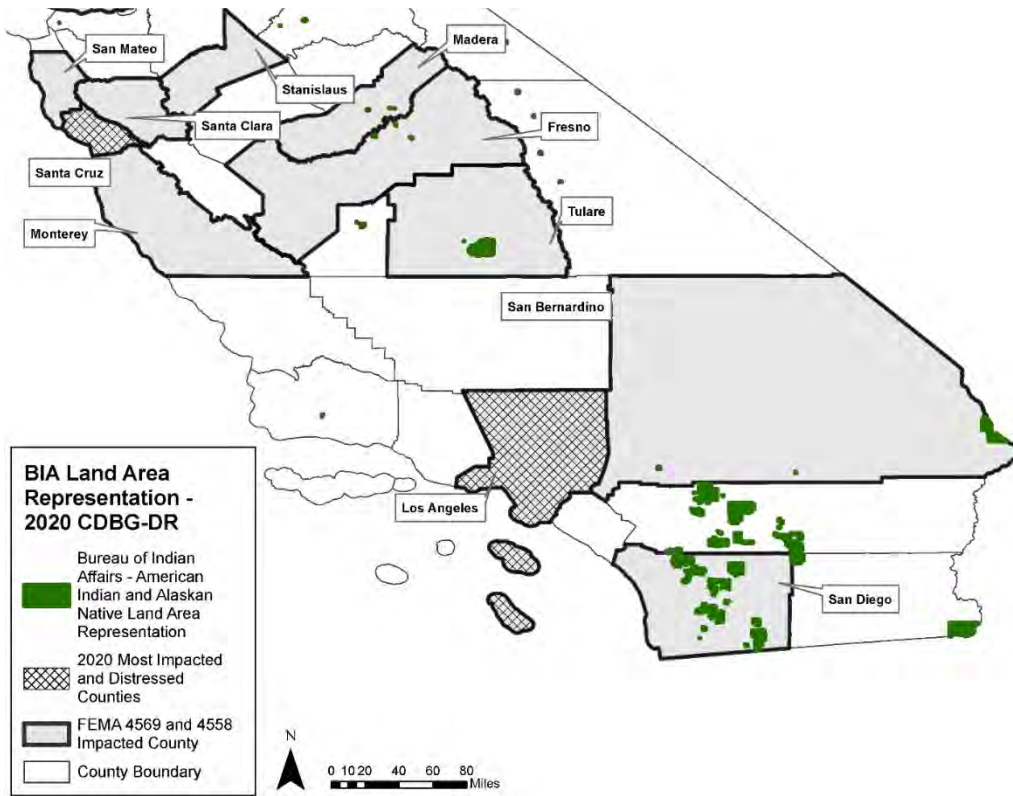 San Mateo
Madera
Stanislaus
Santa Clara
Fresno
Santa Cruz
Tulare
Monterey
San Bernardino
Los Angeles
San Diego
BIA Land Area
Representation -
2020 CDBG-DR
Bureau of Indian
Affairs - American
Indian and Alaskan
Native Land Area
Representation
2020 Most Impacted
and Distressed
Counties
FEMA 4569 and 4558
Impacted County
County Boundary
N
0 10 20 40 60 80
Miles